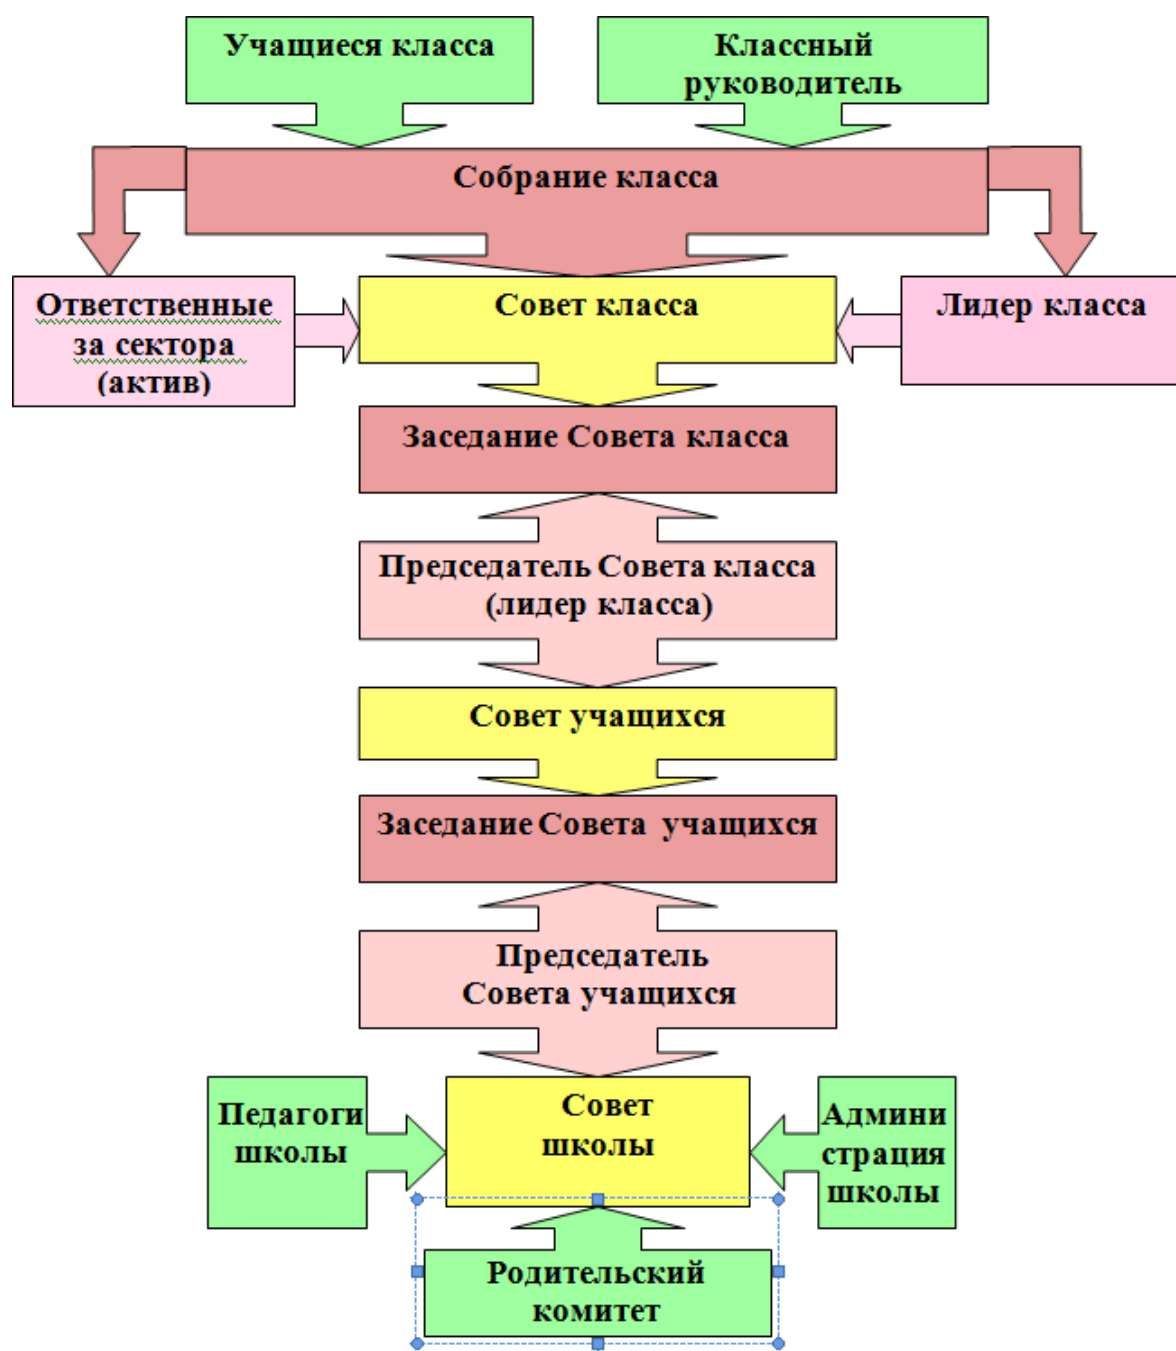 Учащиеся класса
Классный
руководитель
Собрание класса
Ответственные
за сектора
(актив)
Совет класса
Лидер класса
Заседание Совета класса
Председатель Совета класса
(лидер класса)
Совет учащихся
Заседание Совета учащихся
Председатель
Совета учащихся
Педагоги
школы
Совет
школы
Админи
страция
школы
Родительский
комитет